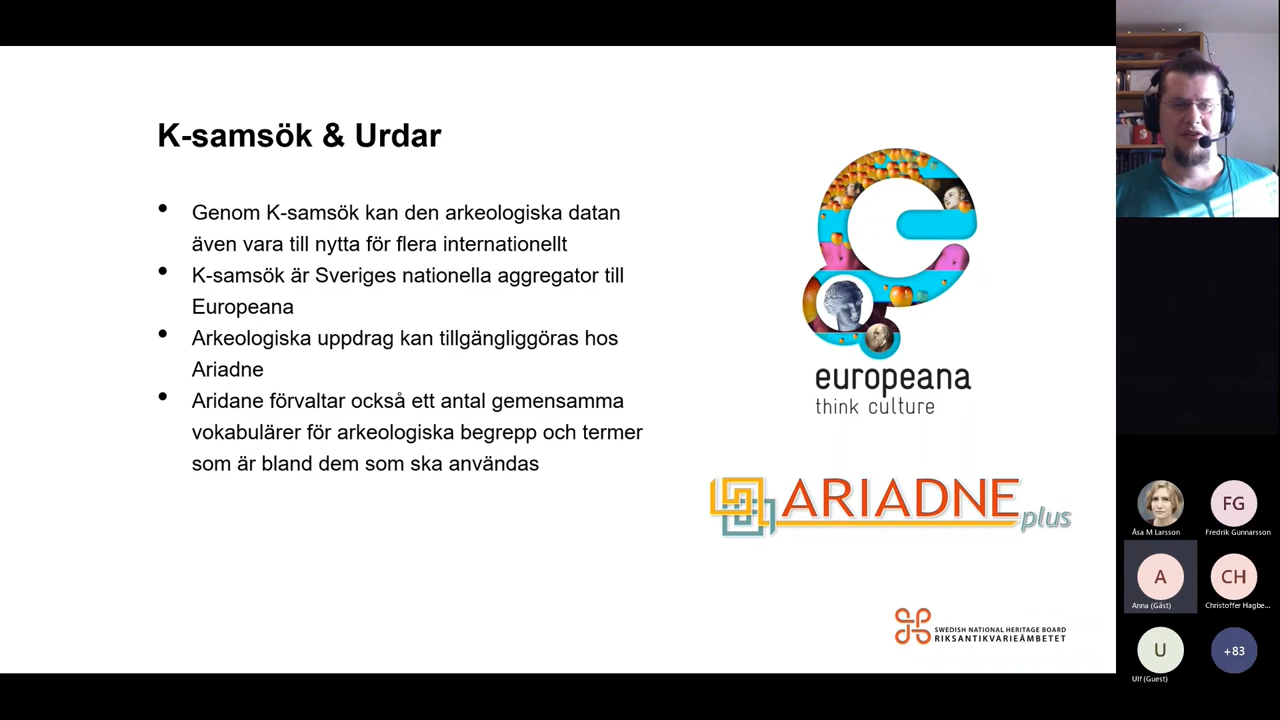 K-samsök & Urdar
• Genom K-samsök kan den arkeologiska datan
även vara till nytta för flera internationellt
• K-samsök är Sveriges nationella aggregator till
Europeana
• Arkeologiska uppdrag kan tillgängliggöras hos
Ariadne
• Aridane förvaltar också ett antal gemensamma
vokabulärer för arkeologiska begrepp och termer
som är bland dem som ska användas
europeana
think culture
ARIADNE
plus
SWEDISH NATIONAL HERITAGE BOARD
RIKSANTIKVARIEÄMBETET
Åsa M Larsson
FG
Fredrik Gunnarsson
A
Anna (Gäst)
CH
Christoffer Hagbe...
U
Ulf (Guest)
+83